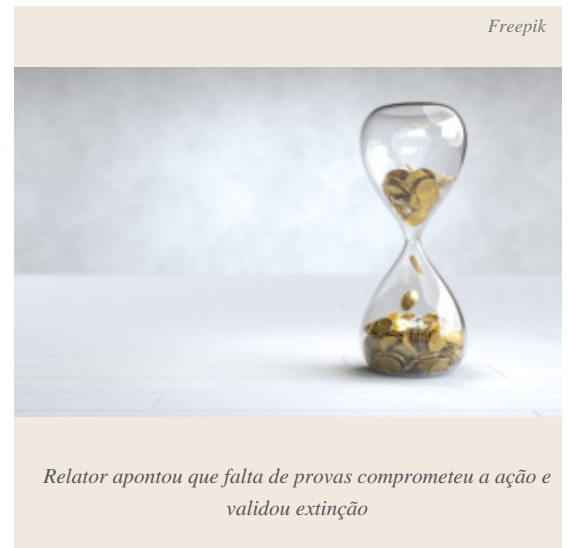 Freepik
Relator apontou que falta de provas comprometeu a ação e
validou extinção